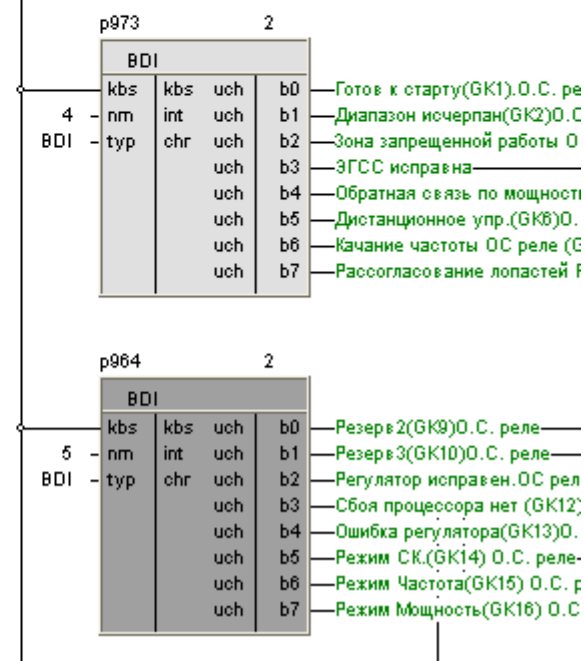 p973 2
BDI
kbs kbs uch b0 Готов к старту(GK1).О.С. ре
4 nm int uch b1 Диапазон исчерпан(GK2)О.С
BDI typ chr uch b2 Зона запрещенной работы О
uch b3 ЭГСС исправна
uch b4 Обратная связь по мощност
uch b5 Дистанционное упр.(GK6)О.
uch b6 Качание частоты ОС реле (G
uch b7 Рассогласование лопастей
p964 2
BDI
kbs kbs uch b0 Резерв2(GK9)О.С. реле
5 nm int uch b1 Резерв3(GK10)О.С. реле
BDI typ chr uch b2 Регулятор исправен.ОС рел
uch b3 Сбоя процессора нет (GK12)
uch b4 Ошибка регулятора(GK13)О.
uch b5 Режим СК.(GK14) О.С. реле
uch b6 Режим Частота(GK15) О.С. р
uch b7 Режим Мощность(GK16) О.С